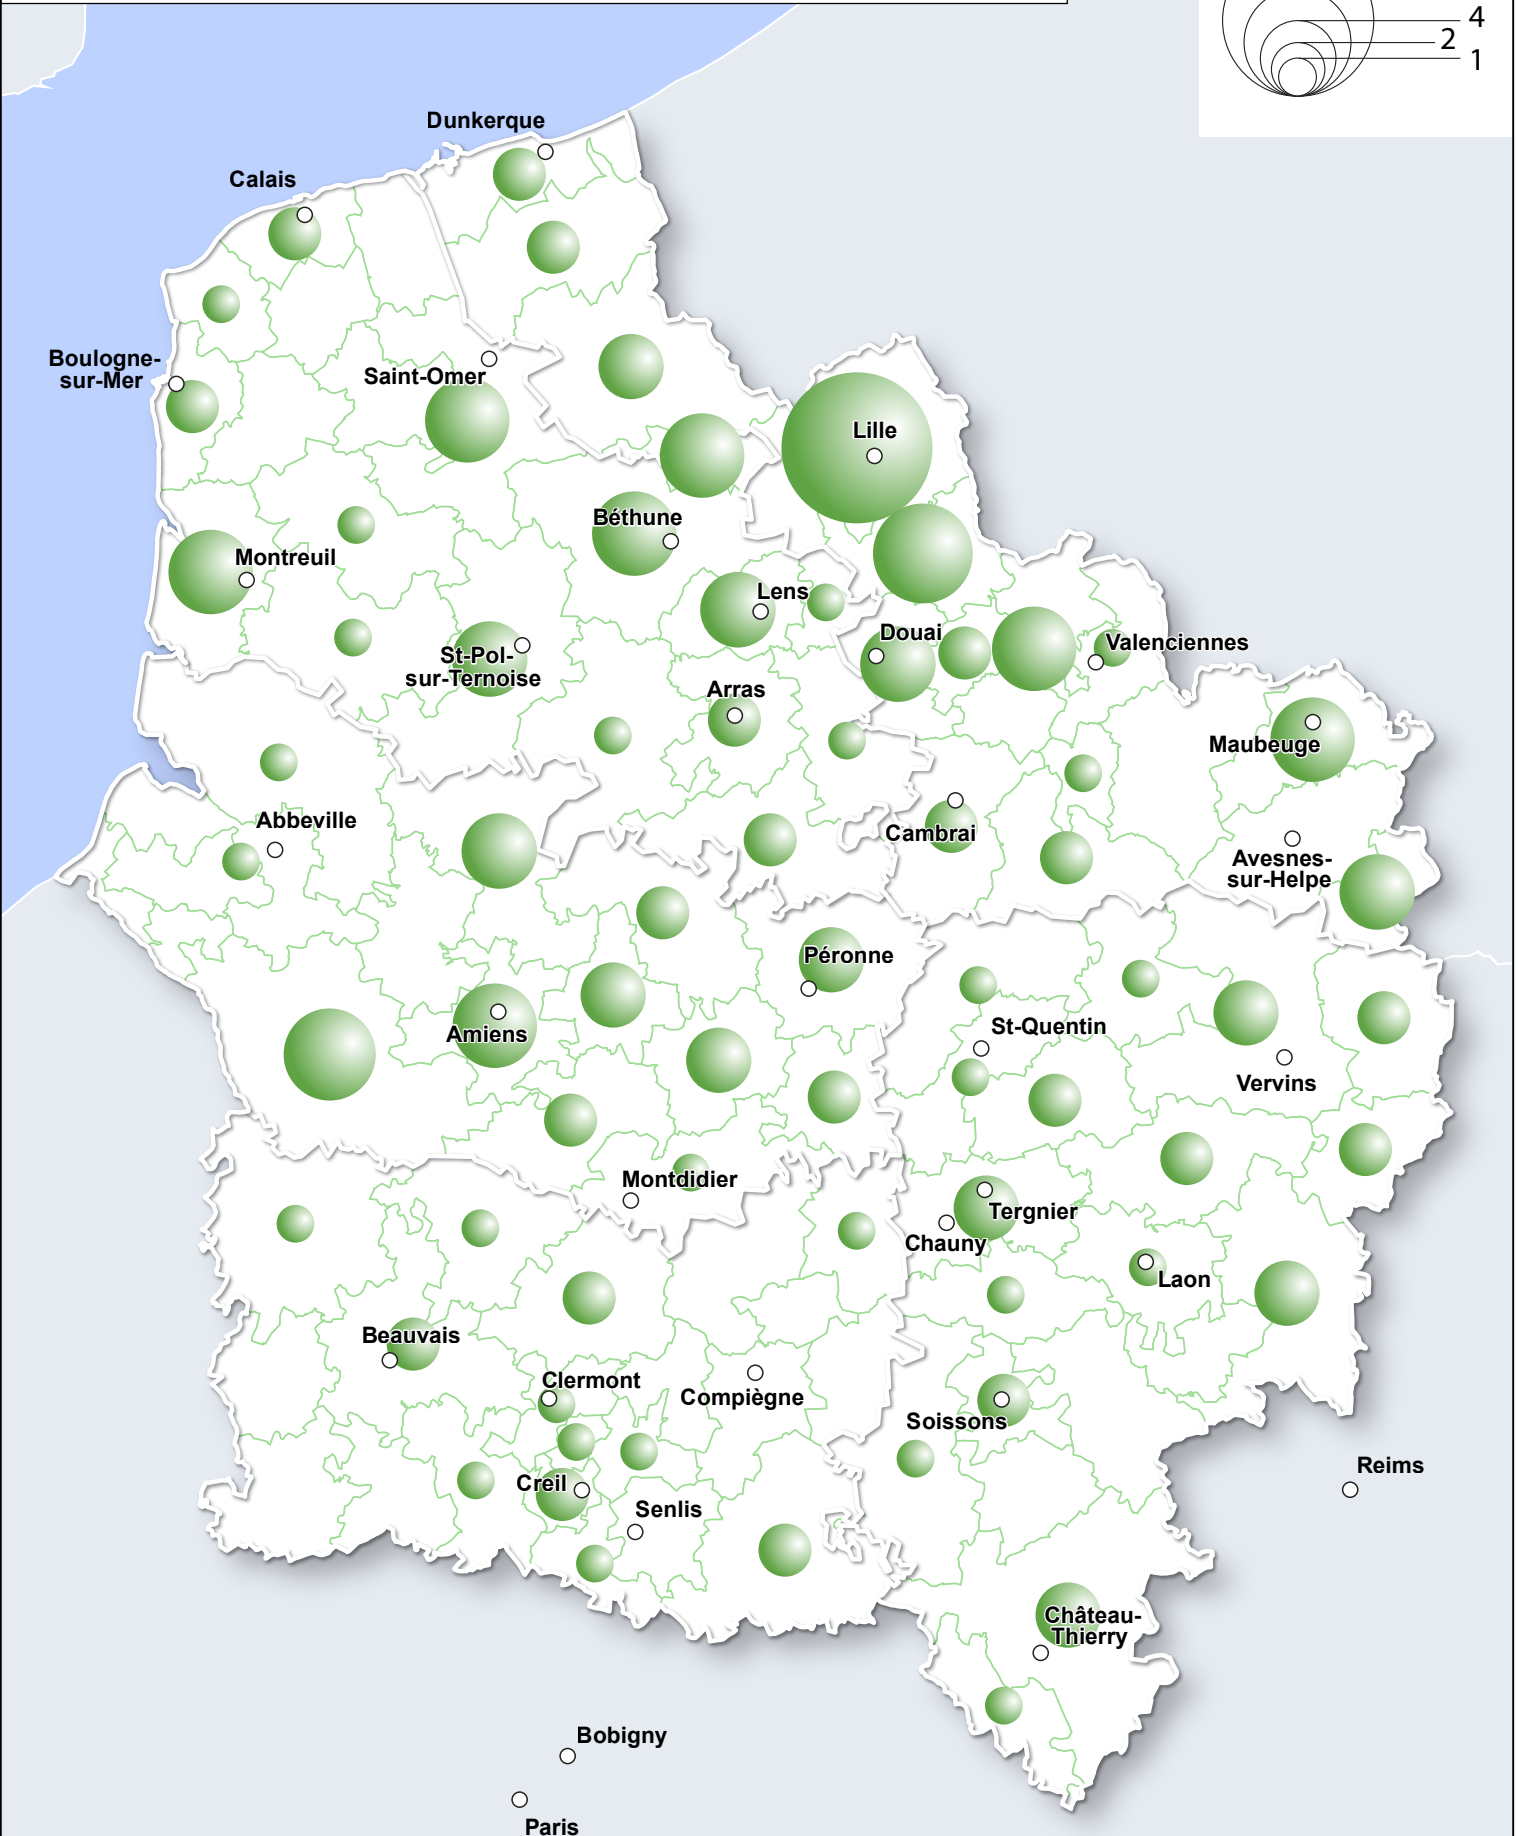 4
2
1
Dunkerque
Calais
Boulogne-
sur-Mer
Saint-Omer
Lille
Béthune
Montreuil
Lens
Douai
Valenciennes
St-Pol-
sur-Ternoise
Arras
Maubeuge
Abbeville
Cambrai
Avesnes-
sur-Helpe
Péronne
Amiens
St-Quentin
Vervins
Montdidier
Tergnier
Chauny
Laon
Beauvais
Clermont
Compiègne
Soissons
Reims
Creil
Senlis
Château-
Thierry
Bobigny
Paris